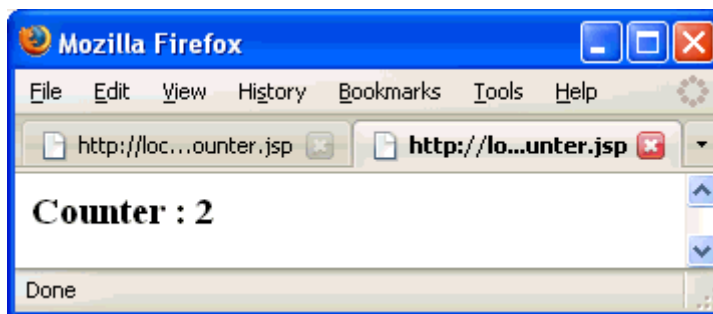 Mozilla Firefox
File Edit View History Bookmarks Tools Help
http://loc...ounter.jsp http://lo...unter.jsp
Counter : 2
Done